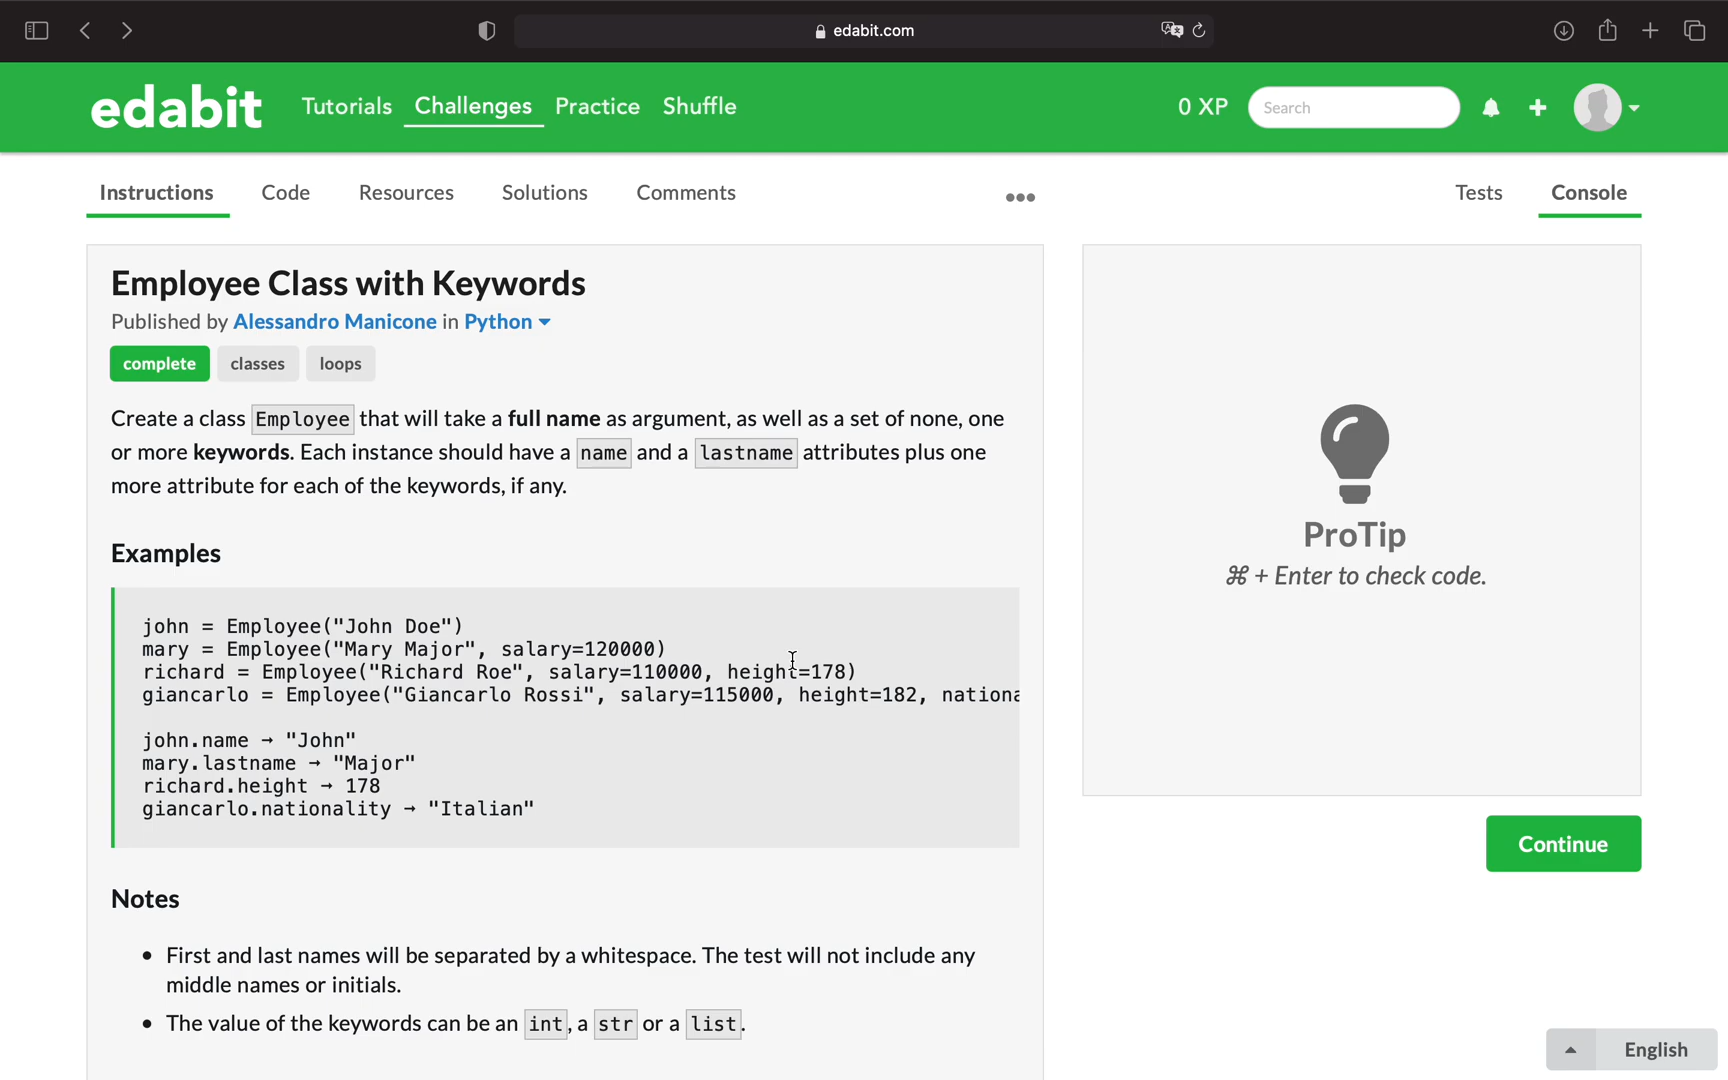 edabit.com
edabit Tutorials Challenges Practice Shuffle 0 XP Search
Instructions Code Resources Solutions Comments Tests Console
Employee Class with Keywords
Published by Alessandro Manicone in Python
complete classes loops
Create a class Employee that will take a full name as argument, as well as a set of none, one
or more keywords. Each instance should have a name and a lastname attributes plus one
more attribute for each of the keywords, if any.
Examples
john = Employee("John Doe")
mary = Employee("Mary Major", salary=120000)
richard = Employee("Richard Roe", salary=110000, height=178)
giancarlo = Employee("Giancarlo Rossi", salary=115000, height=182, nationa
john.name → "John"
mary.lastname → "Major"
richard.height → 178
giancarlo.nationality → "Italian"
Notes
• First and last names will be separated by a whitespace. The test will not include any
middle names or initials.
• The value of the keywords can be an int, a str or a list.
ProTip
⌘ + Enter to check code.
Continue
English